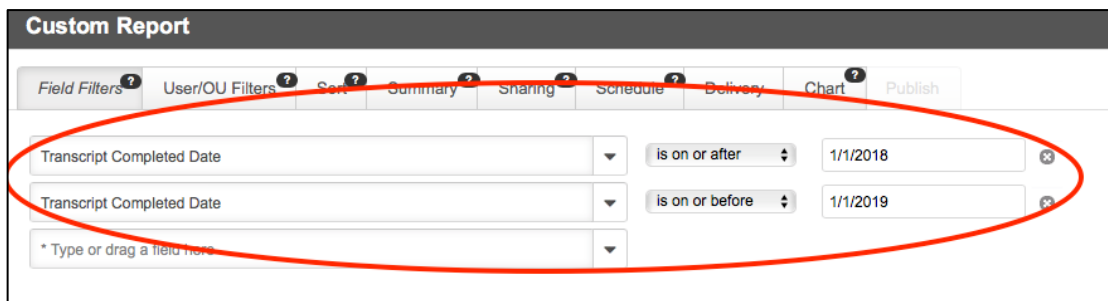 Custom Report
Field Filters ? User/OU Filters ? Sort ? Summary ? Sharing ? Schedule ? Delivery Chart ? Publish
Transcript Completed Date is on or after 1/1/2018
Transcript Completed Date is on or before 1/1/2019
* Type or drag a field here